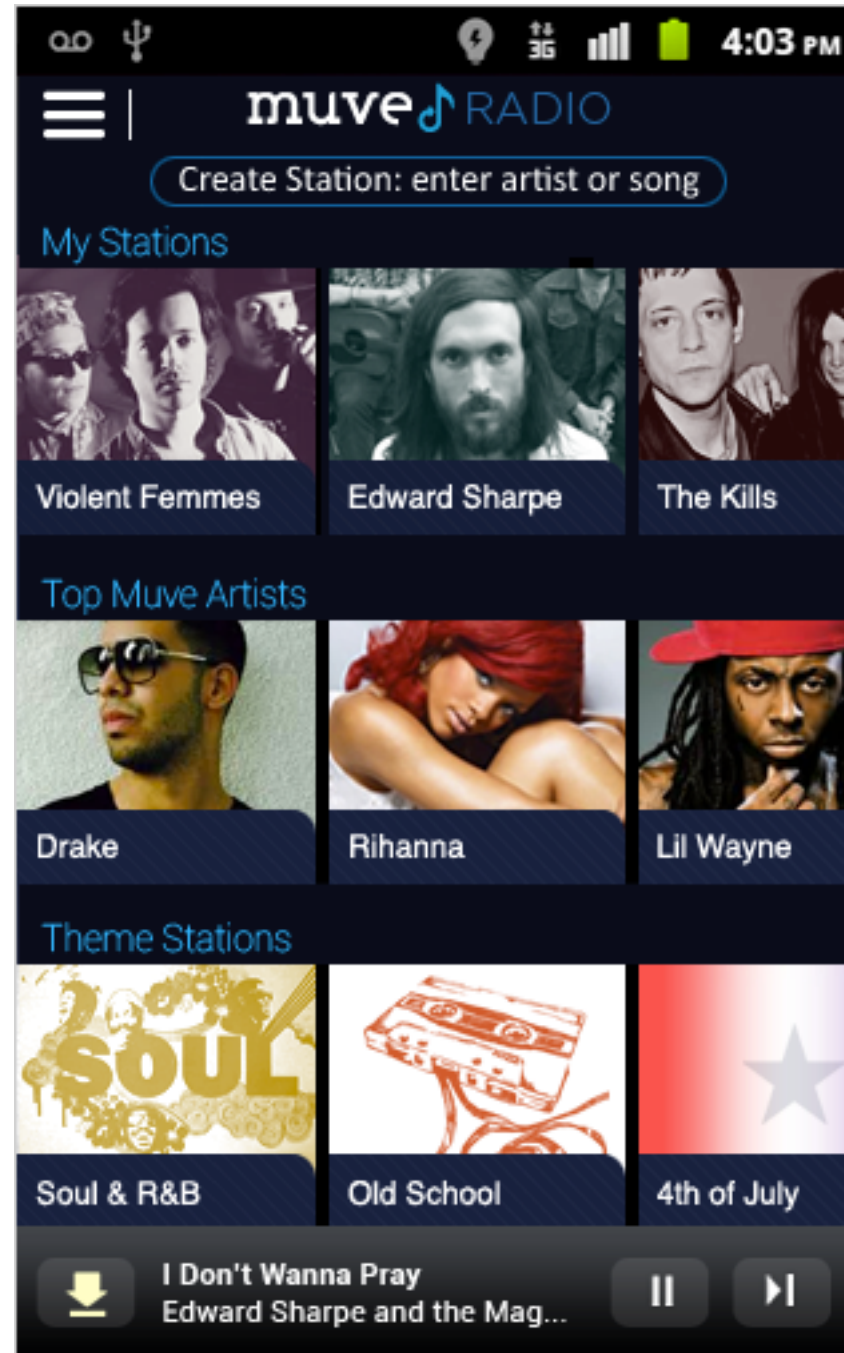 3G 4:03 PM
muve RADIO
Create Station: enter artist or song
My Stations
Violent Femmes Edward Sharpe The Kills
Top Muve Artists
Drake Rihanna Lil Wayne
Theme Stations
SOUL
Soul & R&B Old School 4th of July
I Don't Wanna Pray
Edward Sharpe and the Mag...